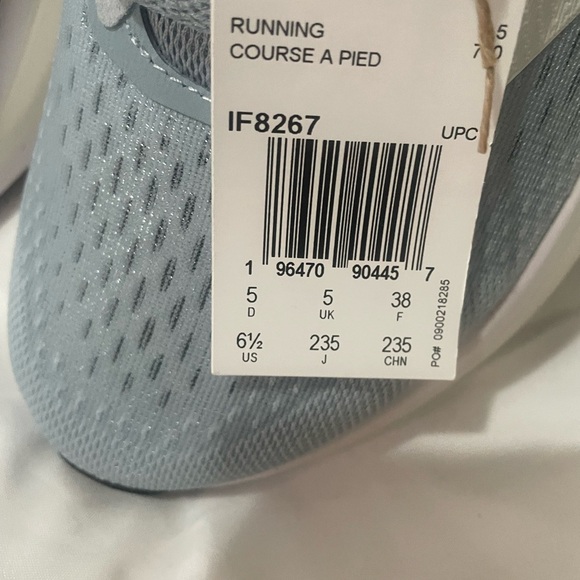 RUNNING
COURSE A PIED
5
IF8267
UPC
1 96470 90445 7
5 5 38
D UK F
6½ 235 235
US J CHN
PO# 0900218285